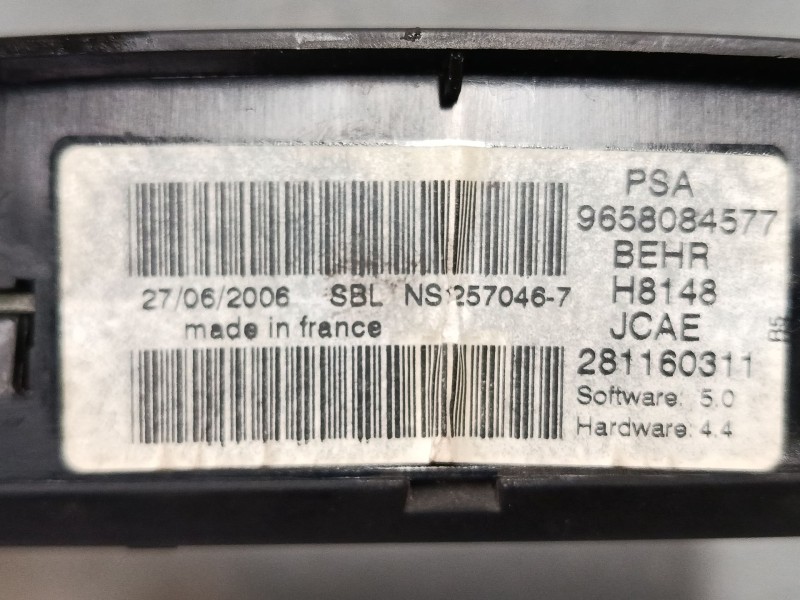 PSA
9658084577
BEHR
H8148
JCAE
281160311
Software: 5.0
Hardware: 4.4
27/06/2006 SBL NS 257046-7
made in france